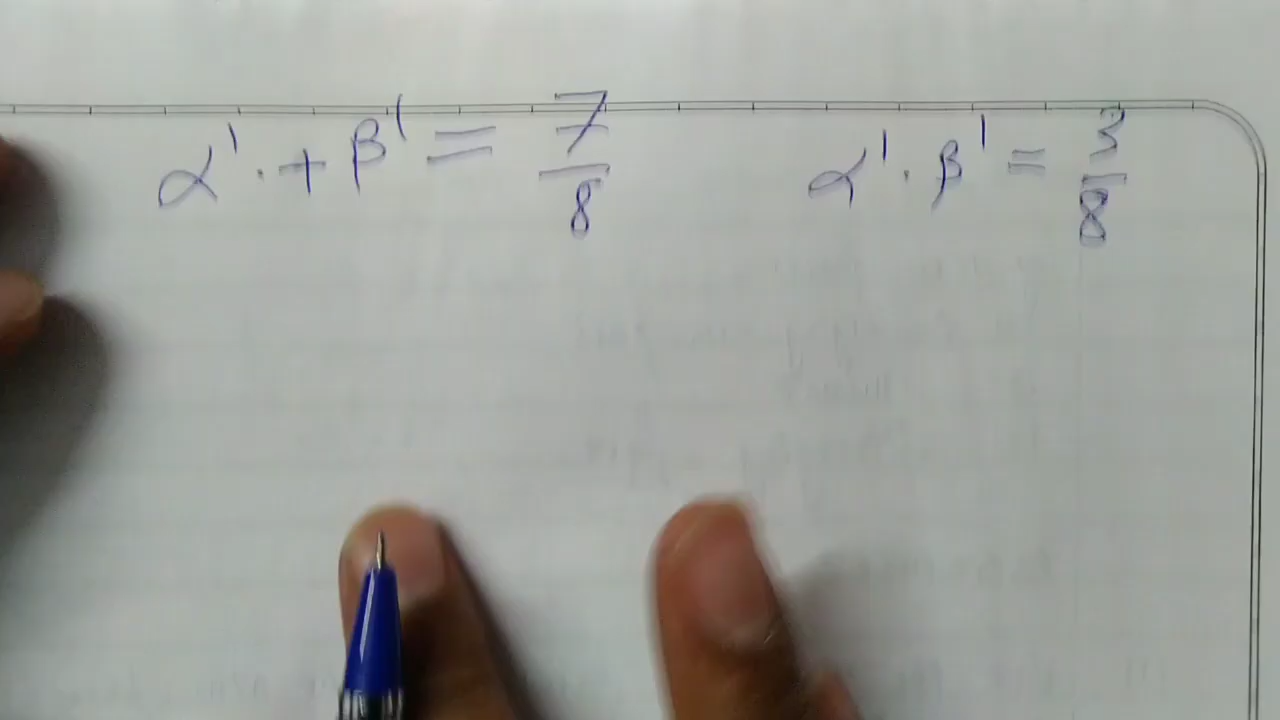 α' · + β' = 7/8    α' · β' = 3/8